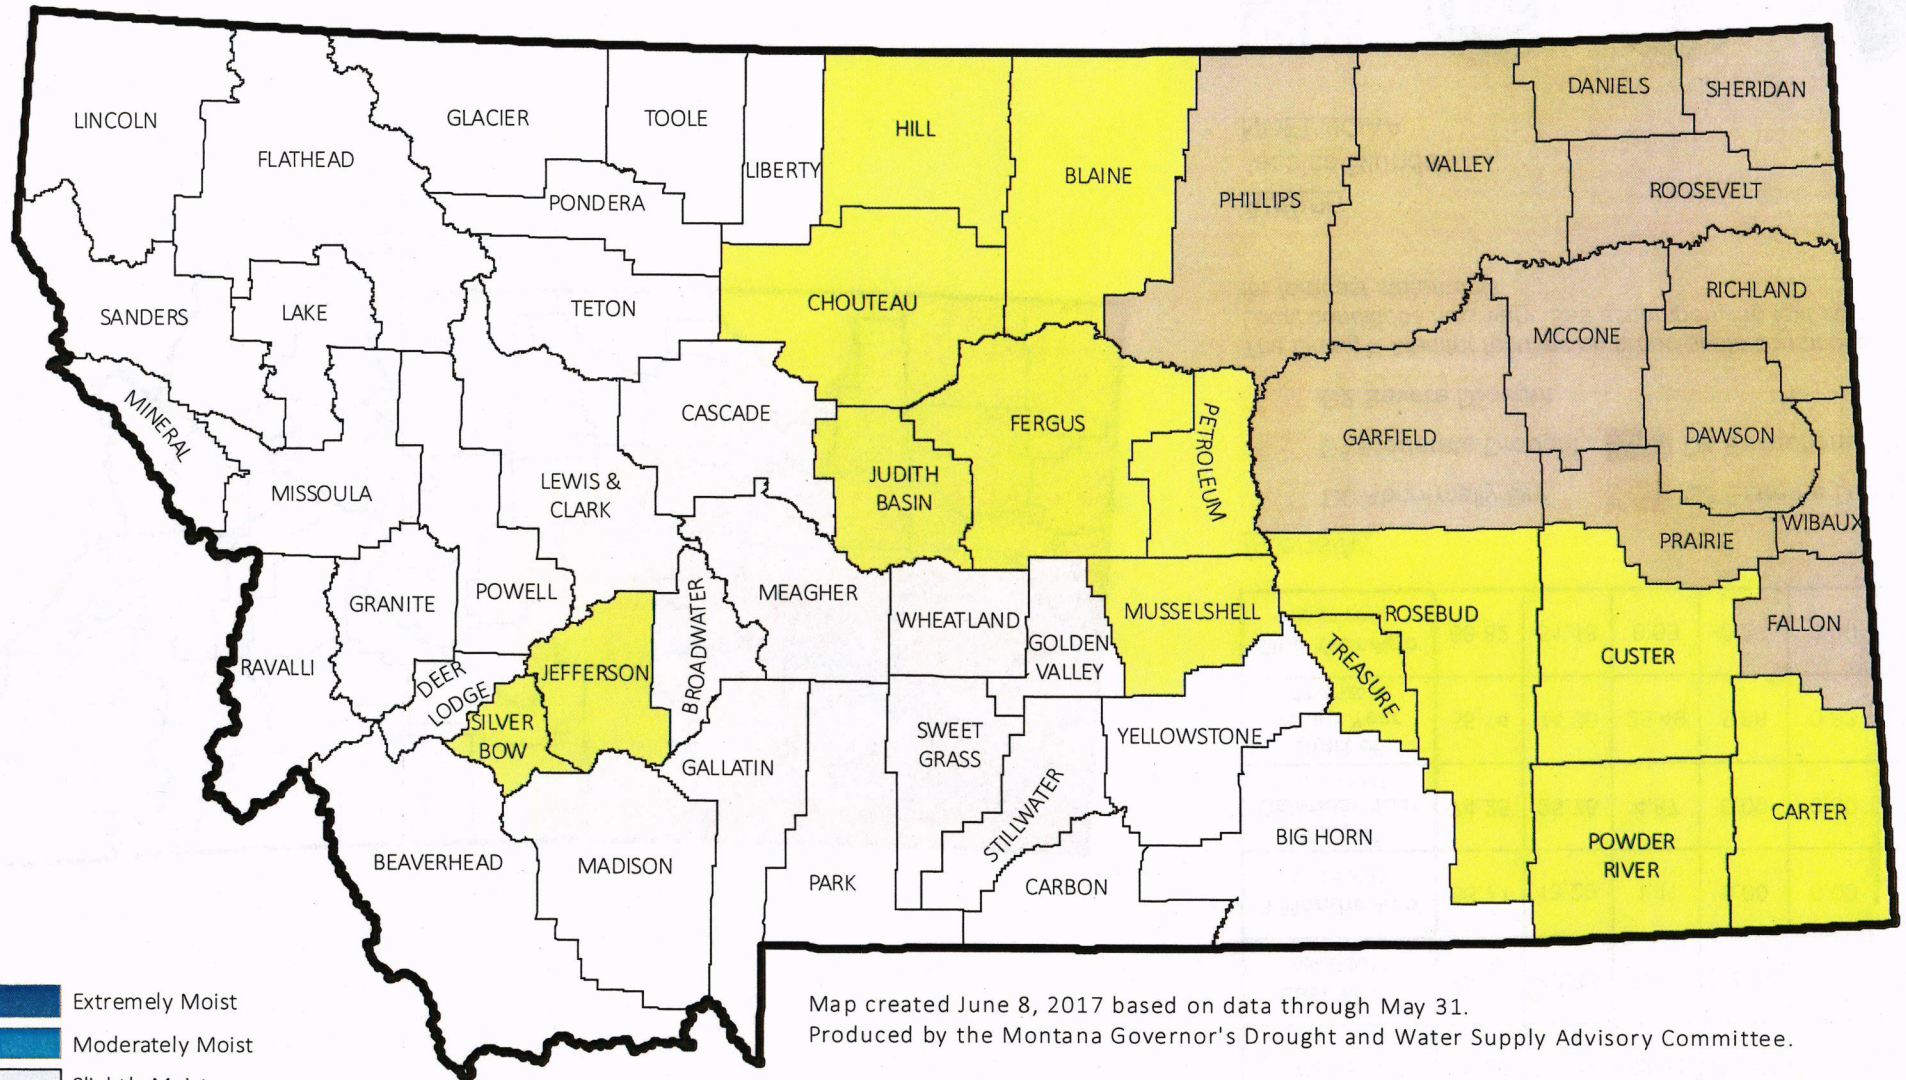 LINCOLN
FLATHEAD
GLACIER
TOOLE
LIBERTY
HILL
BLAINE
PHILLIPS
VALLEY
DANIELS
SHERIDAN
ROOSEVELT
PONDERA
SANDERS
LAKE
TETON
CHOUTEAU
RICHLAND
MCCONE
MINERAL
CASCADE
FERGUS
PETROLEUM
GARFIELD
DAWSON
MISSOULA
LEWIS &
CLARK
JUDITH
BASIN
WIBAUX
PRAIRIE
GRANITE
POWELL
BROADWATER
MEAGHER
WHEATLAND
GOLDEN
VALLEY
MUSSELSHELL
ROSEBUD
TREASURE
CUSTER
FALLON
RAVALLI
DEER
LODGE
JEFFERSON
SILVER
BOW
GALLATIN
SWEET
GRASS
YELLOWSTONE
STILLWATER
BIG HORN
POWDER
RIVER
CARTER
BEAVERHEAD
MADISON
PARK
CARBON
Extremely Moist
Moderately Moist
Slightly Moist
Map created June 8, 2017 based on data through May 31.
Produced by the Montana Governor's Drought and Water Supply Advisory Committee.